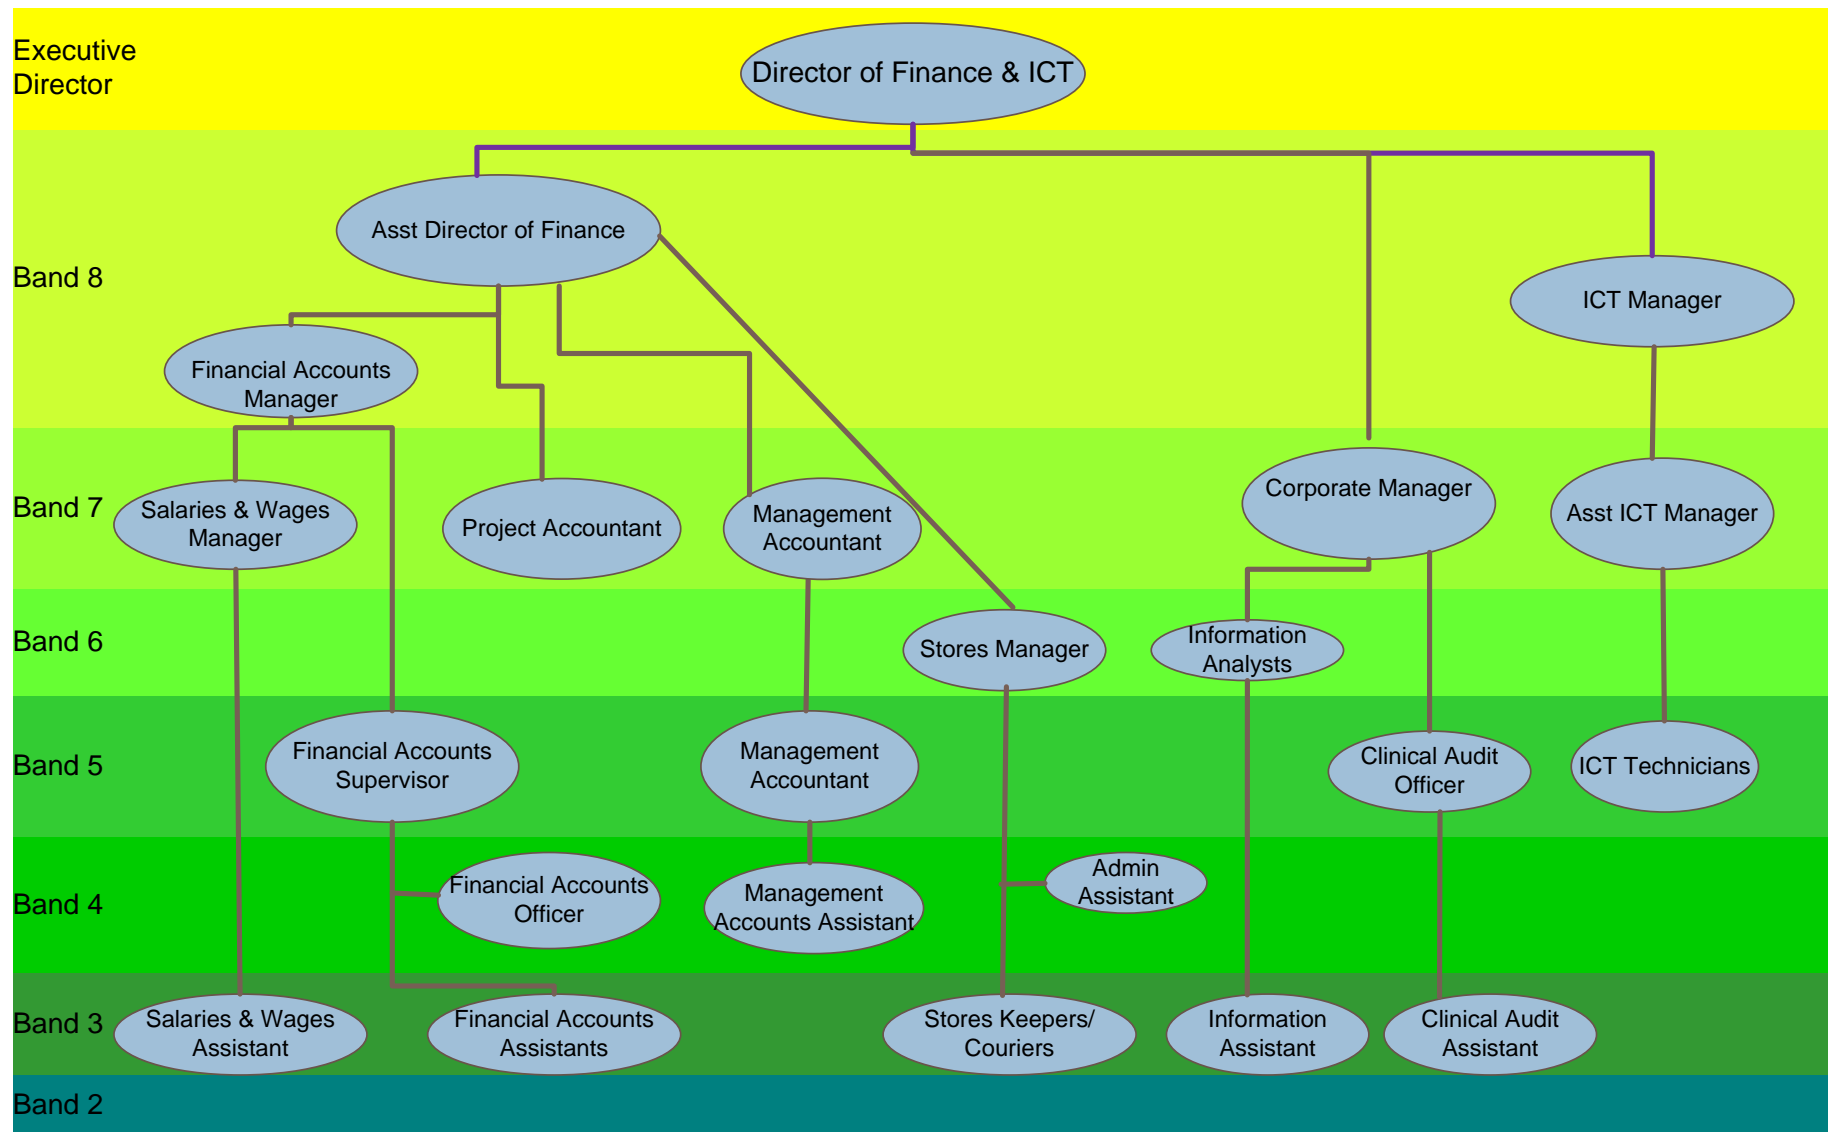 Executive
Director
Director of Finance & ICT
Band 8
Asst Director of Finance
ICT Manager
Financial Accounts
Manager
Band 7
Salaries & Wages
Manager
Project Accountant
Management
Accountant
Corporate Manager
Asst ICT Manager
Band 6
Stores Manager
Information
Analysts
Band 5
Financial Accounts
Supervisor
Management
Accountant
Clinical Audit
Officer
ICT Technicians
Band 4
Financial Accounts
Officer
Management
Accounts Assistant
Admin
Assistant
Band 3
Salaries & Wages
Assistant
Financial Accounts
Assistants
Stores Keepers/
Couriers
Information
Assistant
Clinical Audit
Assistant
Band 2